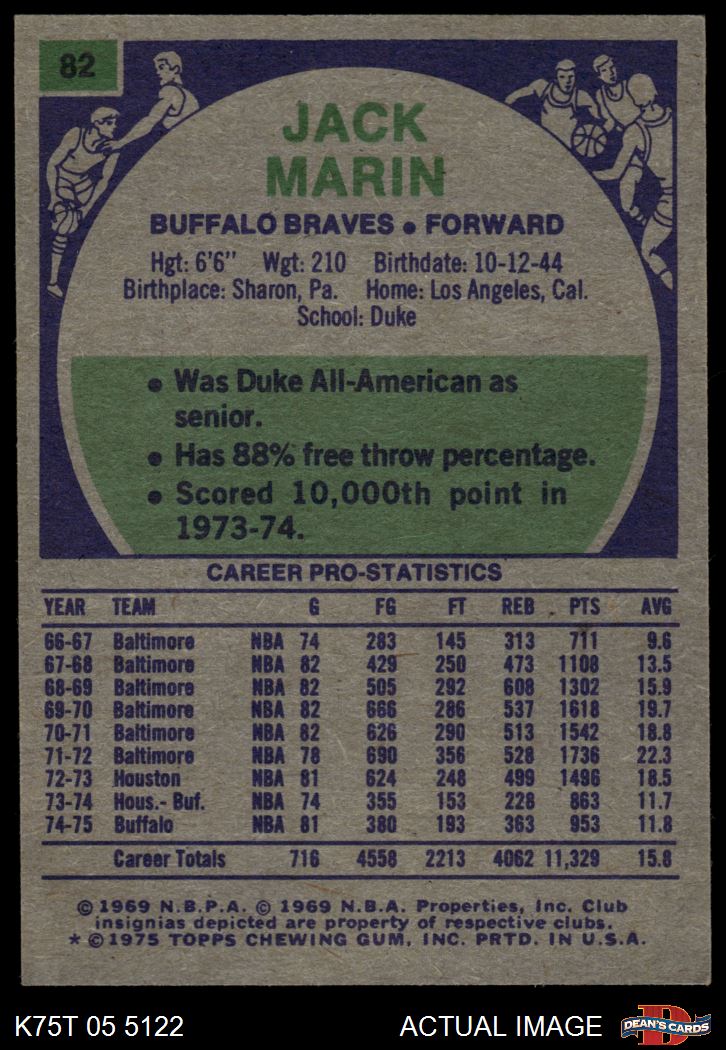 82
JACK
MARIN
BUFFALO BRAVES • FORWARD
Hgt: 6'6" Wgt: 210 Birthdate: 10-12-44
Birthplace: Sharon, Pa. Home: Los Angeles, Cal.
School: Duke
• Was Duke All-American as
senior.
• Has 88% free throw percentage.
• Scored 10,000th point in
1973-74.
CAREER PRO-STATISTICS
YEAR TEAM G FG FT REB . PTS AVG
66-67 Baltimore NBA 74 283 145 313 711 9.6
67-68 Baltimore NBA 82 429 250 473 1108 13.5
68-69 Baltimore NBA 82 505 292 608 1302 15.9
69-70 Baltimore NBA 82 666 286 537 1618 19.7
70-71 Baltimore NBA 82 626 290 513 1542 18.8
71-72 Baltimore NBA 78 690 356 528 1736 22.3
72-73 Houston NBA 81 624 248 499 1496 18.5
73-74 Hous.- Buf. NBA 74 355 153 228 863 11.7
74-75 Buffalo NBA 81 380 193 363 953 11.8
Career Totals 716 4558 2213 4062 11,329 15.8
© 1969 N.B.P.A. © 1969 N.B.A. Properties, Inc. Club
insignias depicted are property of respective clubs.
* © 1975 TOPPS CHEWING GUM, INC. PRTD. IN U.S.A.
K75T 05 5122 ACTUAL IMAGE D DEAN'S CARDS